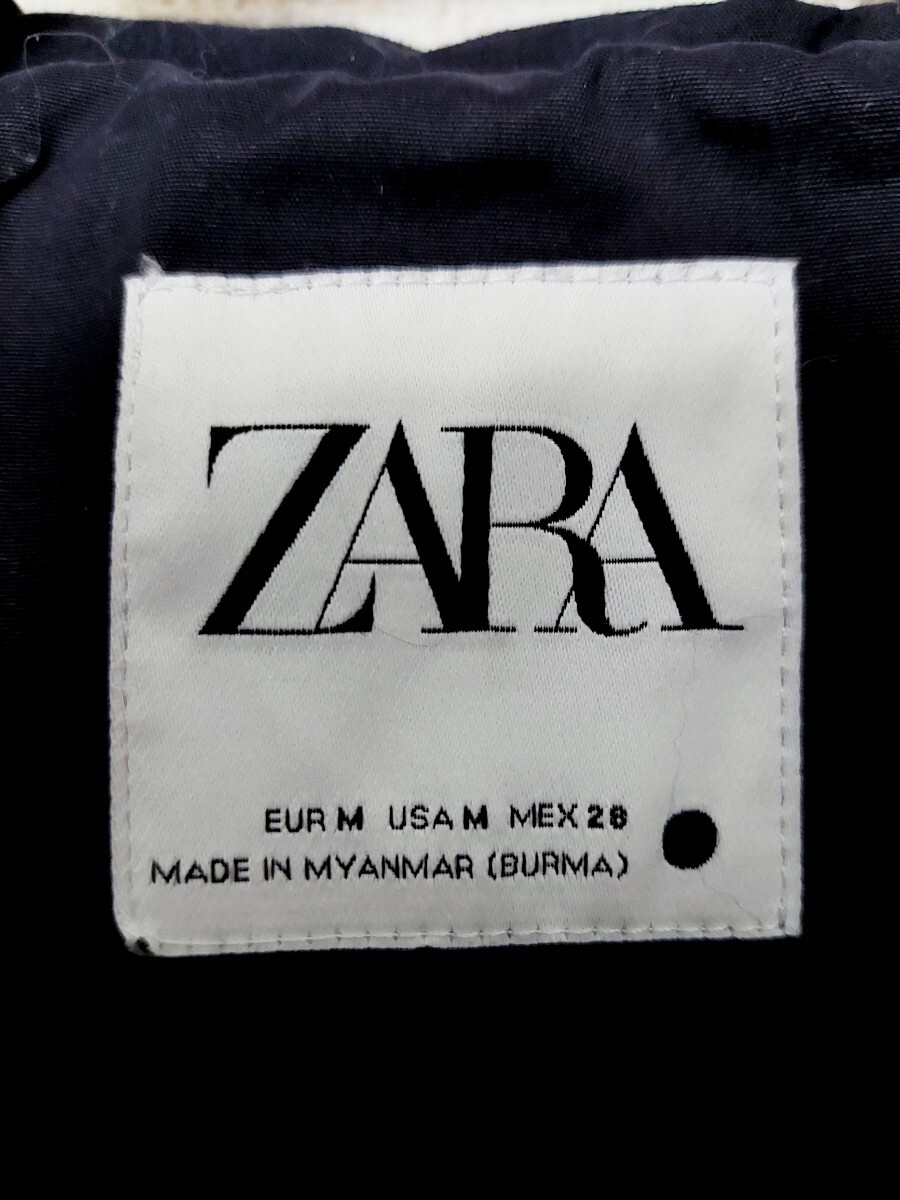 ZARA
EUR M USA M MEX 28
MADE IN MYANMAR (BURMA)